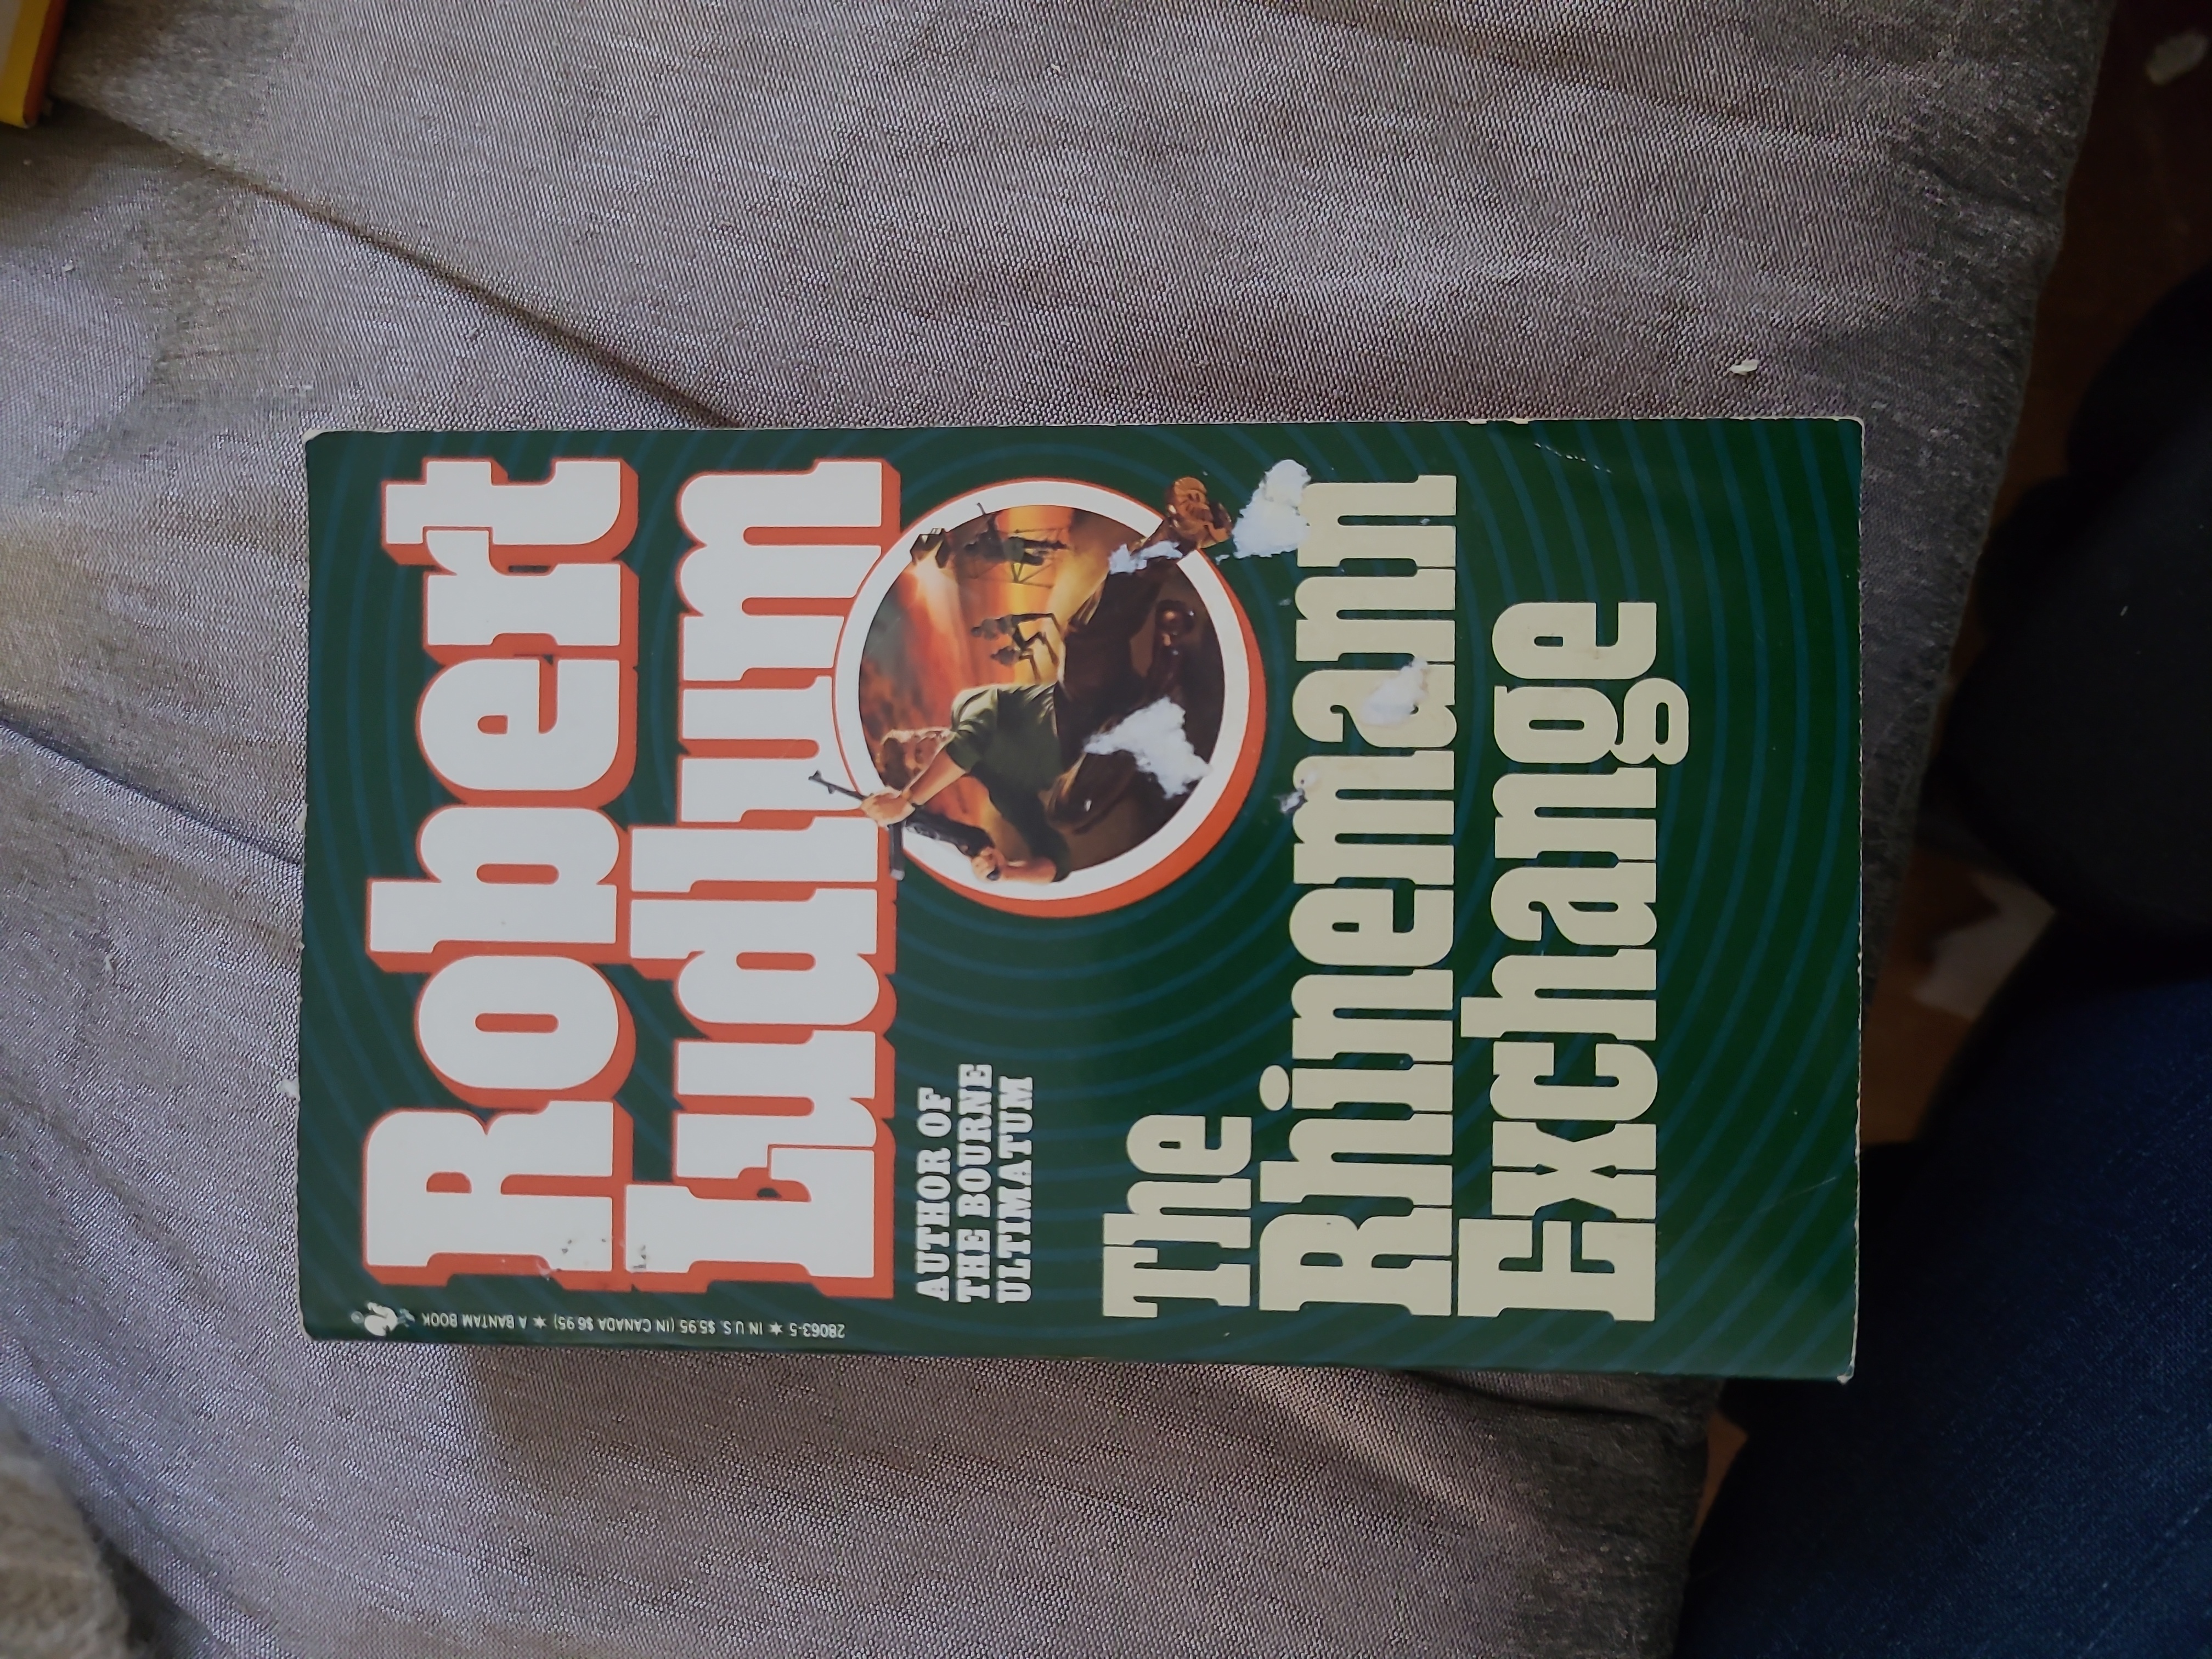 Robert
Ludlum
AUTHOR OF
THE BOURNE
ULTIMATUM
The
Rhinemann
Exchange
28063-5 ★ IN U.S. $5.95 (IN CANADA $6.95) ★ A BANTAM BOOK